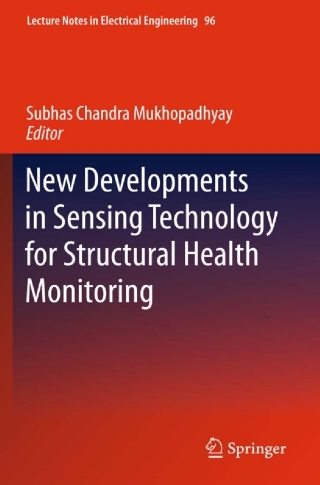 Lecture Notes in Electrical Engineering 96
Subhas Chandra Mukhopadhyay
Editor
New Developments
in Sensing Technology
for Structural Health
Monitoring
Springer